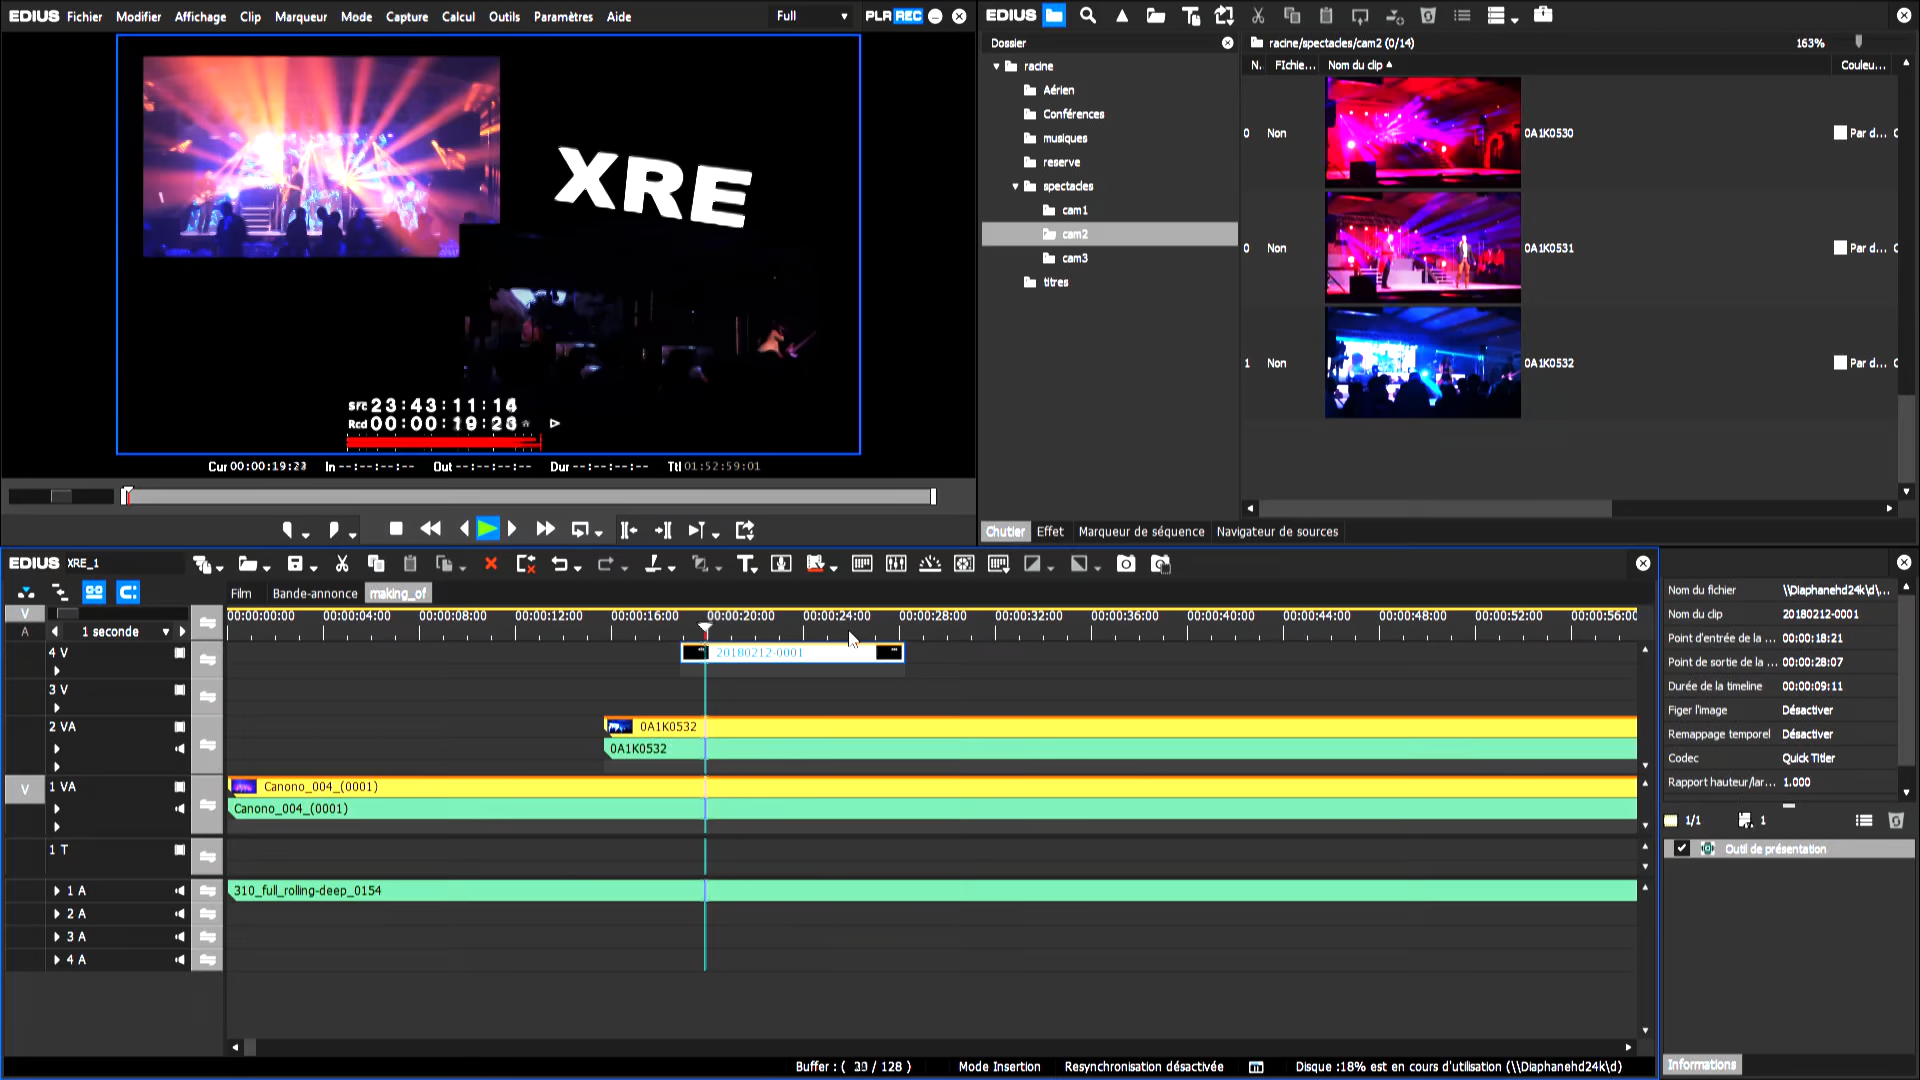 EDIUS Fichier Modifier Affichage Clip Marqueur Mode Capture Calcul Outils Paramètres Aide Full PLR REC
XRE
Src 23:43:11:14
Rcd 00:00:19:23
Cur 00:00:19:23 In --:--:--:-- Out --:--:--:-- Dur --:--:--:-- Ttl 01:52:59:01
EDIUS
Dossier
racine
Aérien
Conférences
musiques
reserve
spectacles
cam1
cam2
cam3
titres
racine/spectacles/cam2 (0/14) 163%
N. FIchie... Nom du clip Couleu...
0 Non 0A1K0530 Par d...
0 Non 0A1K0531 Par d...
1 Non 0A1K0532 Par d...
Chutier Effet Marqueur de séquence Navigateur de sources
EDIUS XRE_1
Film Bande-annonce making_of
V
A 1 seconde
00:00:00:00 00:00:04:00 00:00:08:00 00:00:12:00 00:00:16:00 00:00:20:00 00:00:24:00 00:00:28:00 00:00:32:00 00:00:36:00 00:00:40:00 00:00:44:00 00:00:48:00 00:00:52:00 00:00:56:00
4 V 20180212-0001
3 V
2 VA 0A1K0532
0A1K0532
V 1 VA Canono_004_(0001)
Canono_004_(0001)
1 T
1 A 310_full_rolling-deep_0154
2 A
3 A
4 A
Buffer : ( 30 / 128 ) Mode Insertion Resynchronisation désactivée Disque :18% est en cours d'utilisation (\\Diaphanehd24k\d)
Nom du fichier \\Diaphanehd24k\d\...
Nom du clip 20180212-0001
Point d'entrée de la ... 00:00:18:21
Point de sortie de la ... 00:00:28:07
Durée de la timeline 00:00:09:11
Figer l'image Désactiver
Remappage temporel Désactiver
Codec Quick Titler
Rapport hauteur/lar... 1.000
1/1 1
Outil de présentation
Informations